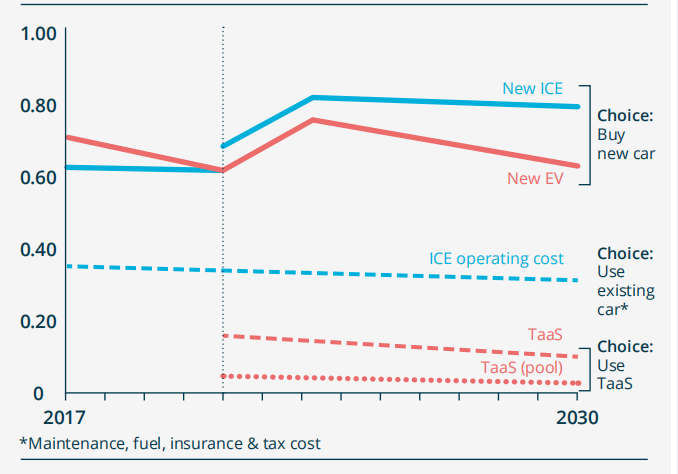 1.00
0.80
0.60
0.40
0.20
0
2017
2030
New ICE
New EV
Choice:
Buy
new car
ICE operating cost
Choice:
Use
existing
car*
TaaS
TaaS (pool)
Choice:
Use
TaaS
*Maintenance, fuel, insurance & tax cost